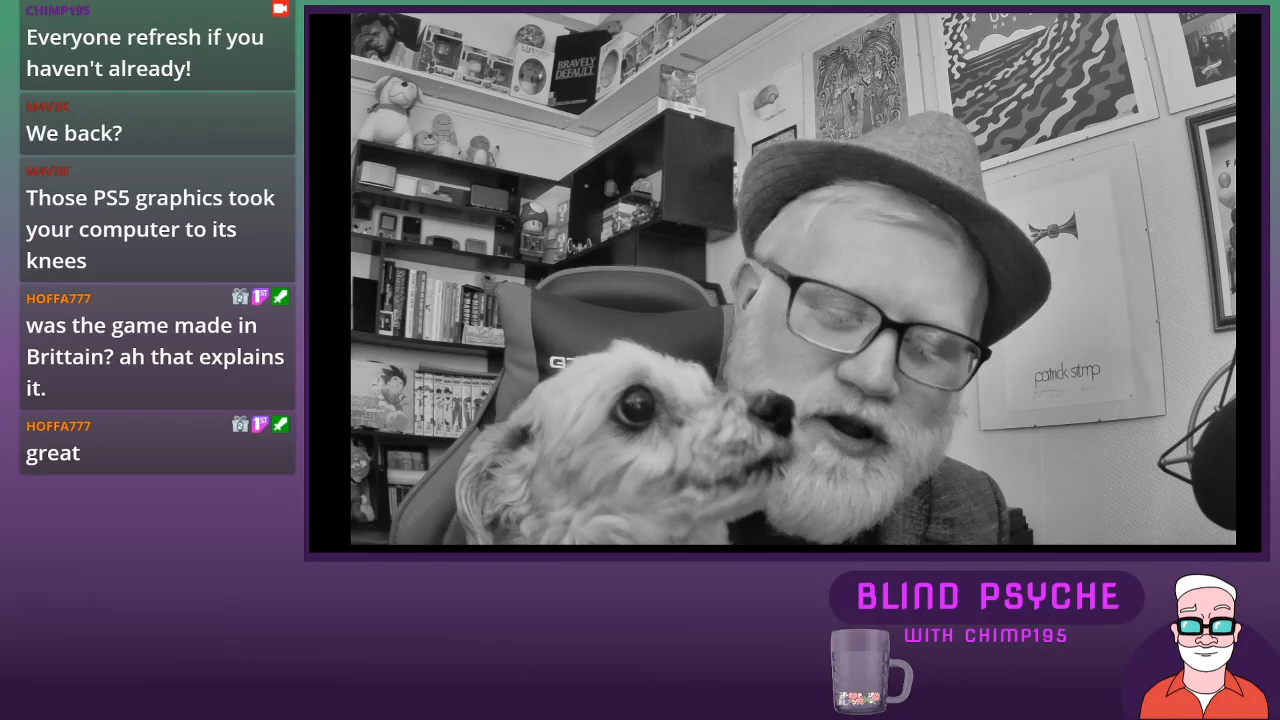 CHIMP195
Everyone refresh if you
haven't already!
We back?
Those PS5 graphics took
your computer to its
knees
HOFFA777
was the game made in
Brittain? ah that explains
it.
HOFFA777
great
BRAVELY
DEFAULT
patrick stimp
BLIND PSYCHE
WITH CHIMP195